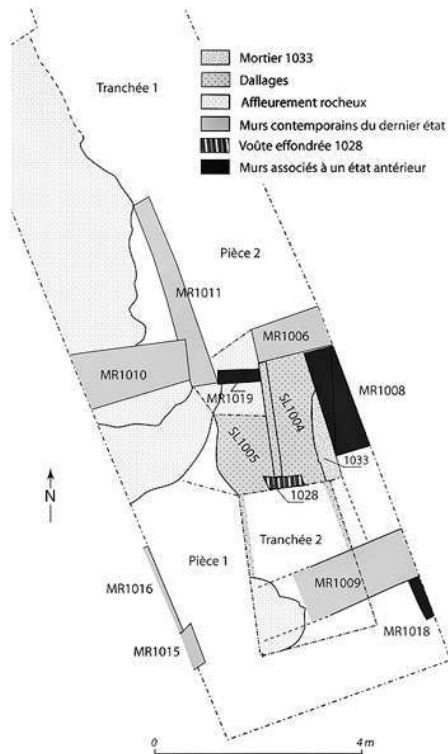 Tranchée 1
Mortier 1033
Dallages
Affleurement rocheux
Murs contemporains du dernier état
Voûte effondrée 1028
Murs associés à un état antérieur
Pièce 2
MR1011
MR1006
MR1010
MR1008
MR1019
SL1004
SL1005
1033
1028
N
Tranchée 2
Pièce 1
MR1009
MR1016
MR1018
MR1015
0 4 m